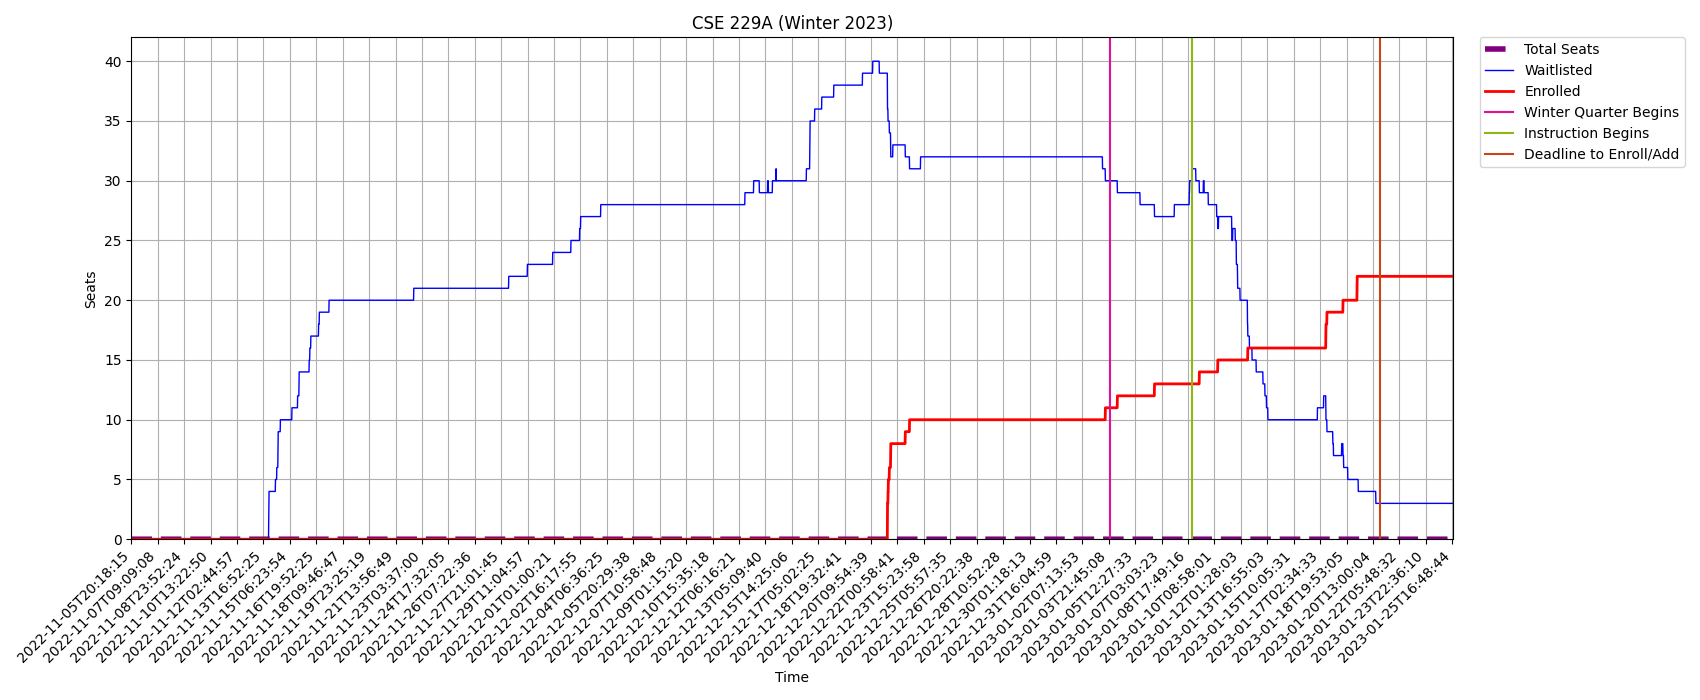 CSE 229A (Winter 2023)
Total Seats
Waitlisted
Enrolled
Winter Quarter Begins
Instruction Begins
Deadline to Enroll/Add
Seats
40
35
30
25
20
15
10
5
0
2022-11-05T20:18:15
2022-11-07T09:09:08
2022-11-08T23:52:24
2022-11-10T13:22:50
2022-11-12T02:44:57
2022-11-13T16:52:25
2022-11-15T06:23:54
2022-11-16T19:52:25
2022-11-18T09:46:47
2022-11-19T23:25:19
2022-11-21T13:56:49
2022-11-23T03:37:00
2022-11-24T17:32:05
2022-11-26T07:22:36
2022-11-27T21:01:45
2022-11-29T11:04:57
2022-12-01T01:00:21
2022-12-02T16:17:55
2022-12-04T06:36:25
2022-12-05T20:29:38
2022-12-07T10:58:48
2022-12-09T01:15:20
2022-12-10T15:35:18
2022-12-12T06:16:21
2022-12-13T05:09:40
2022-12-15T14:25:06
2022-12-17T05:02:25
2022-12-18T19:32:41
2022-12-20T09:54:39
2022-12-22T00:58:41
2022-12-23T15:23:58
2022-12-25T05:57:35
2022-12-26T20:22:38
2022-12-28T10:52:28
2022-12-30T01:18:13
2022-12-31T16:04:59
2023-01-02T07:13:53
2023-01-03T21:45:08
2023-01-05T12:27:33
2023-01-07T03:03:23
2023-01-08T17:49:16
2023-01-10T08:58:01
2023-01-12T01:28:03
2023-01-13T16:55:03
2023-01-15T10:05:31
2023-01-17T02:34:33
2023-01-18T19:53:05
2023-01-20T13:00:04
2023-01-22T05:48:32
2023-01-23T22:36:10
2023-01-25T16:48:44
Time